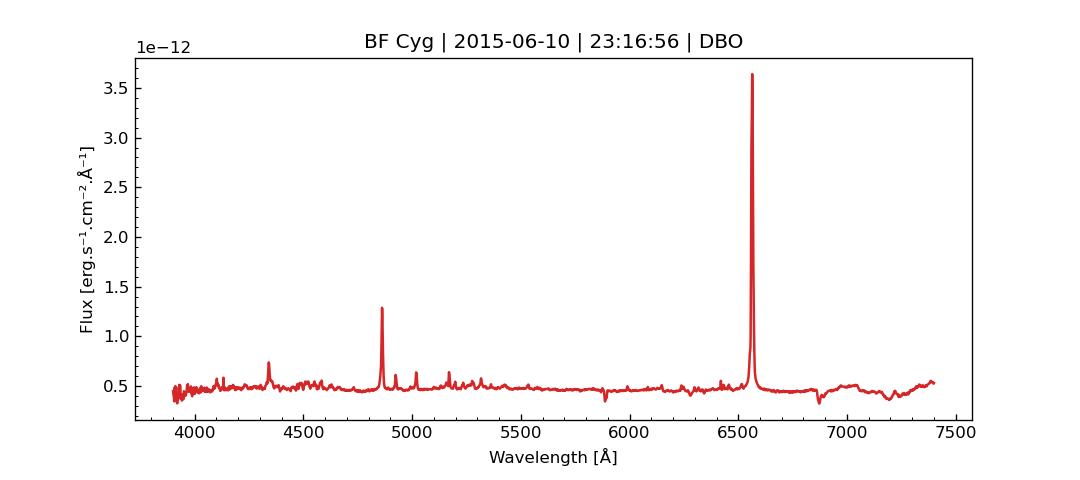 BF Cyg | 2015-06-10 | 23:16:56 | DBO
1e−12
3.5
3.0
2.5
2.0
1.5
1.0
0.5
Flux [erg.s⁻¹.cm⁻².Å⁻¹]
4000 4500 5000 5500 6000 6500 7000 7500
Wavelength [Å]